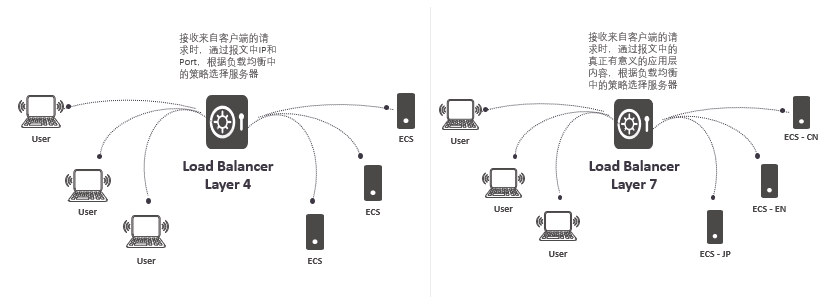 接收来自客户端的请
求时，通过报文中IP和
Port，根据负载均衡中
的策略选择服务器
User
User
User
Load Balancer
Layer 4
ECS
ECS
ECS
接收来自客户端的
请求时，通过报文中的
真正有意义的应用层
内容，根据负载均衡
中的策略选择服务器
User
User
User
Load Balancer
Layer 7
ECS - CN
ECS - EN
ECS - JP